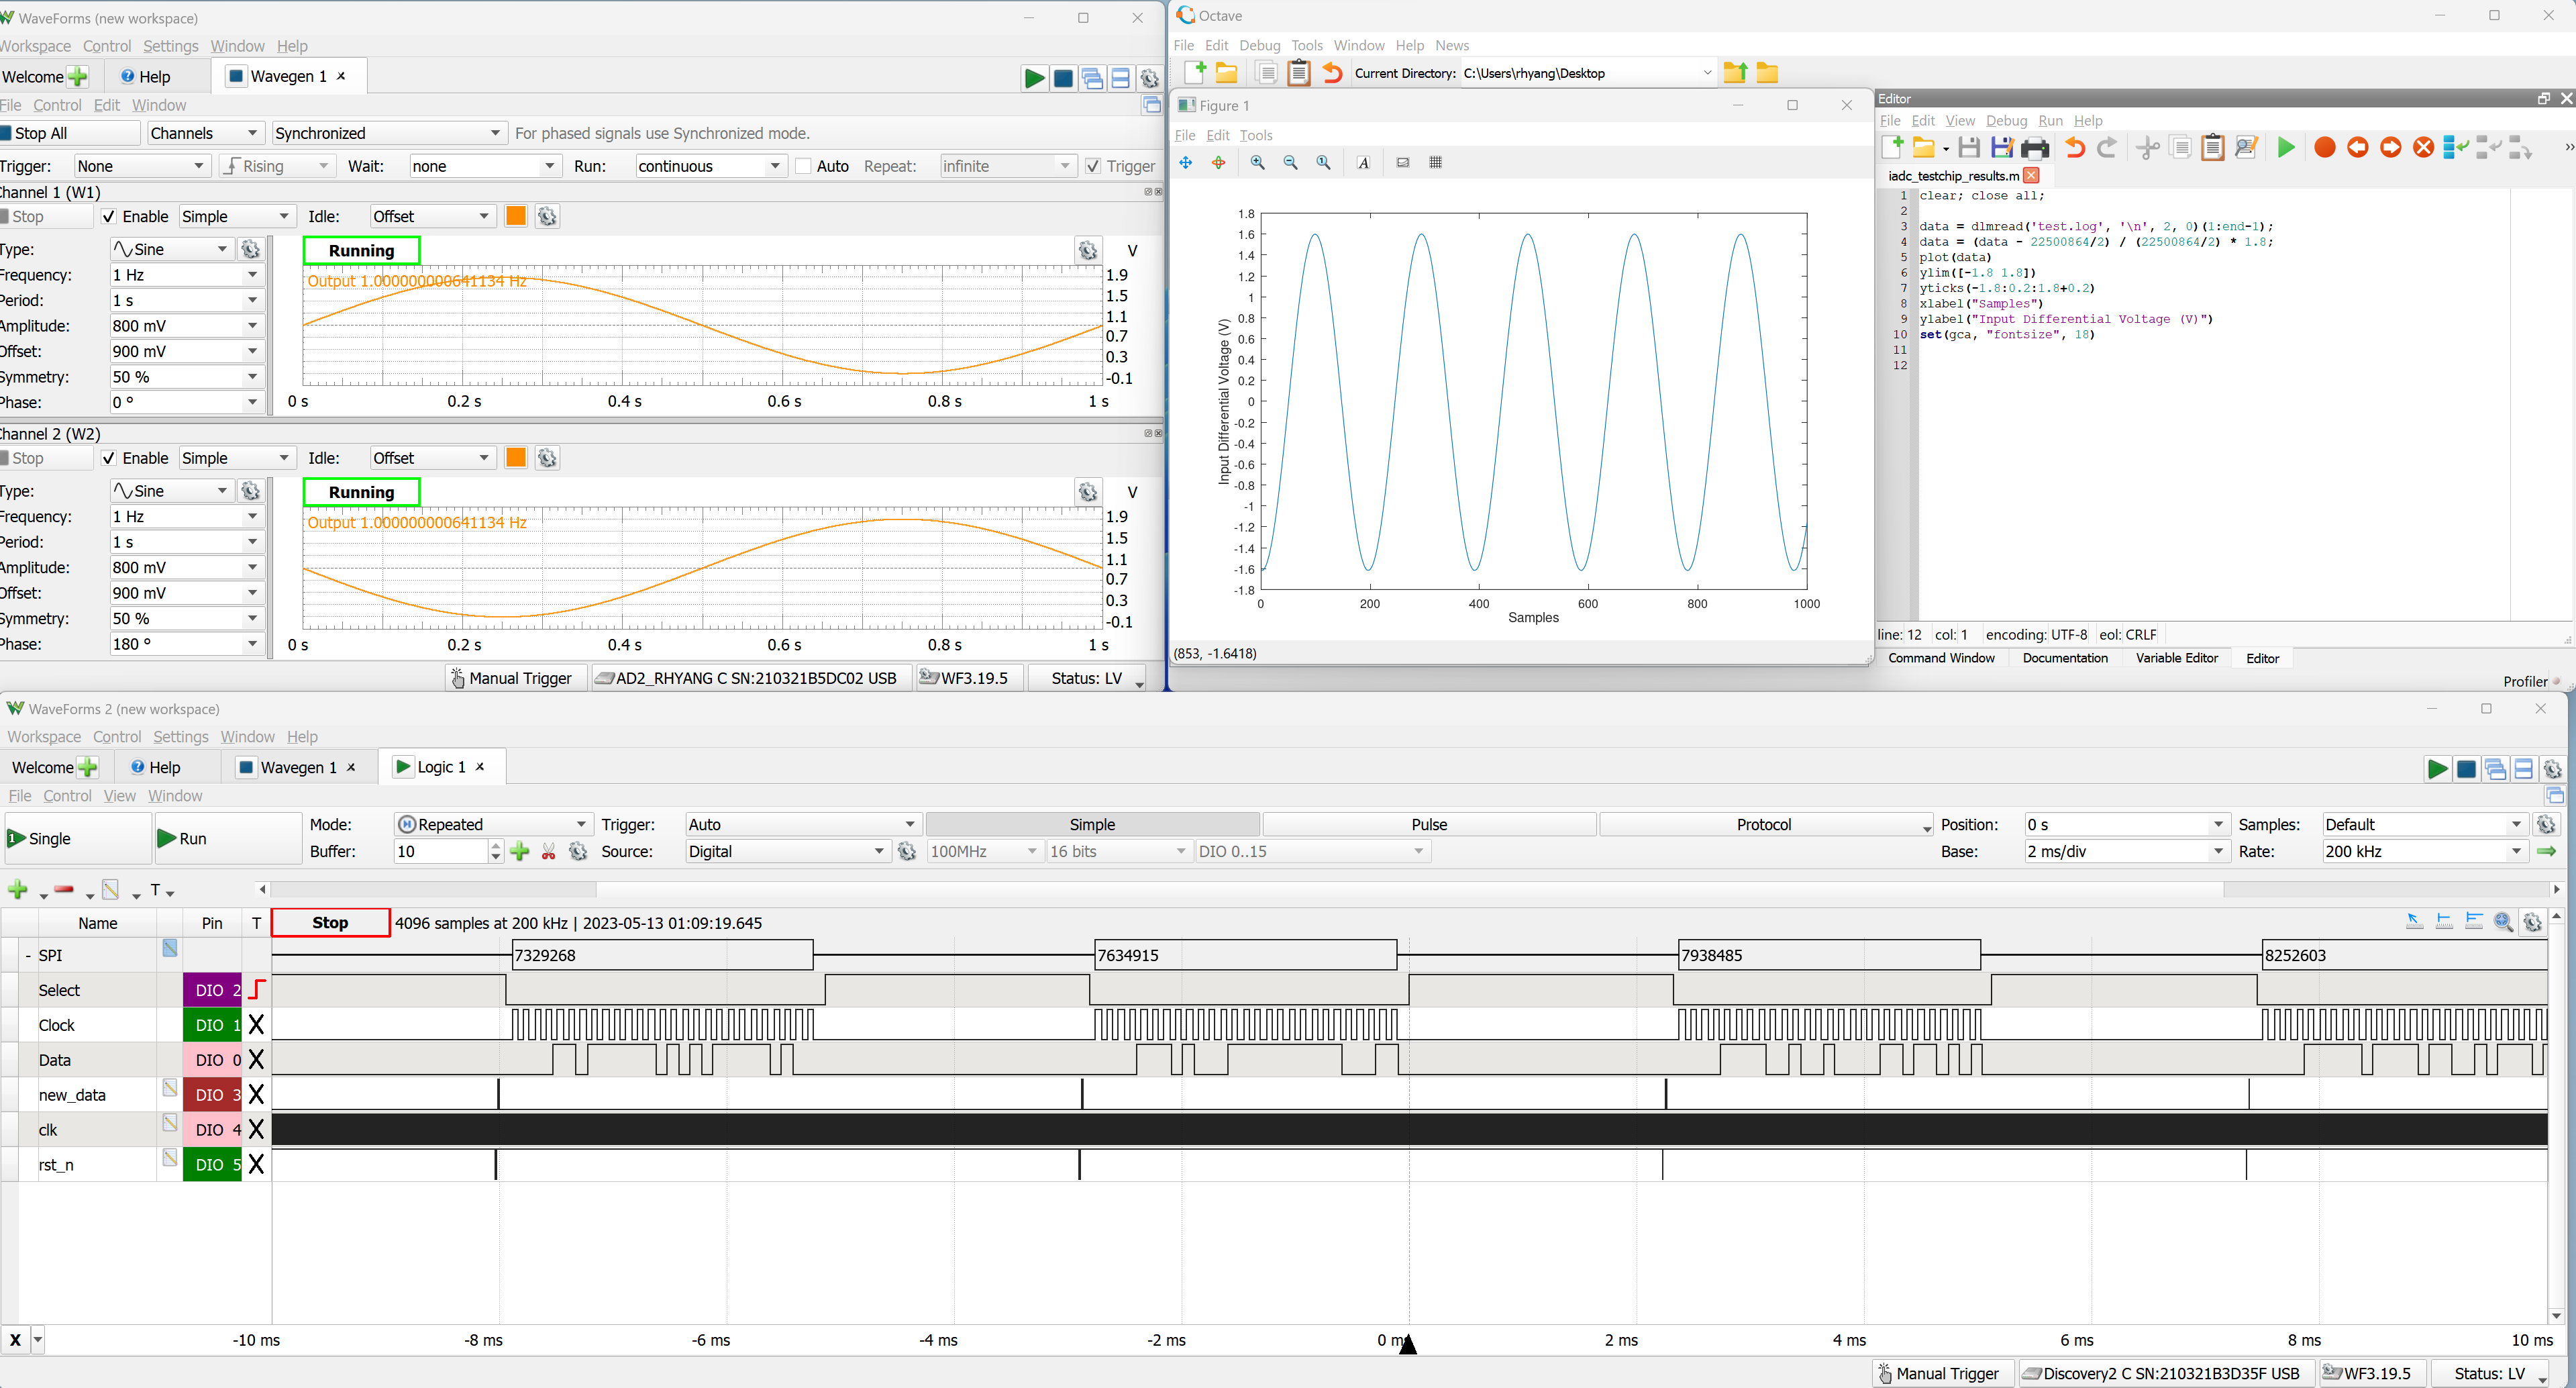 WaveForms (new workspace)
Workspace Control Settings Window Help
Welcome Help Wavegen 1
File Control Edit Window
Stop All Channels Synchronized For phased signals use Synchronized mode.
Trigger: None Rising Wait: none Run: continuous Auto Repeat: infinite Trigger
Channel 1 (W1)
Stop Enable Simple Idle: Offset
Type: Sine Running V
Frequency: 1 Hz
Output 1.000000000641134 Hz
Period: 1 s
Amplitude: 800 mV
Offset: 900 mV
Symmetry: 50 %
Phase: 0 °
1.9
1.5
1.1
0.7
0.3
-0.1
0 s 0.2 s 0.4 s 0.6 s 0.8 s 1 s
Channel 2 (W2)
Stop Enable Simple Idle: Offset
Type: Sine Running V
Frequency: 1 Hz
Output 1.000000000641134 Hz
Period: 1 s
Amplitude: 800 mV
Offset: 900 mV
Symmetry: 50 %
Phase: 180 °
1.9
1.5
1.1
0.7
0.3
-0.1
0 s 0.2 s 0.4 s 0.6 s 0.8 s 1 s
Manual Trigger AD2_RHYANG C SN:210321B5DC02 USB WF3.19.5 Status: LV
Octave
File Edit Debug Tools Window Help News
Current Directory: C:\Users\rhyang\Desktop
Figure 1
File Edit Tools
A
1.8
1.6
1.4
1.2
1
0.8
0.6
0.4
0.2
0
-0.2
-0.4
-0.6
-0.8
-1
-1.2
-1.4
-1.6
-1.8
Input Differential Voltage (V)
0 200 400 600 800 1000
Samples
(853, -1.6418)
Editor
File Edit View Debug Run Help
iadc_testchip_results.m
1 clear; close all;
2
3 data = dlmread('test.log', '\n', 2, 0)(1:end-1);
4 data = (data - 22500864/2) / (22500864/2) * 1.8;
5 plot(data)
6 ylim([-1.8 1.8])
7 yticks(-1.8:0.2:1.8+0.2)
8 xlabel("Samples")
9 ylabel("Input Differential Voltage (V)")
10 set(gca, "fontsize", 18)
11
12
line: 12 col: 1 encoding: UTF-8 eol: CRLF
Command Window Documentation Variable Editor Editor
Profiler
WaveForms 2 (new workspace)
Workspace Control Settings Window Help
Welcome Help Wavegen 1 Logic 1
File Control View Window
Single Run
Mode: Repeated Trigger: Auto Simple Pulse Protocol Position: 0 s Samples: Default
Buffer: 10 Source: Digital 100MHz 16 bits DIO 0..15 Base: 2 ms/div Rate: 200 kHz
T
Name Pin T Stop 4096 samples at 200 kHz | 2023-05-13 01:09:19.645
- SPI 7329268 7634915 7938485 8252603
Select DIO 2
Clock DIO 1 X
Data DIO 0 X
new_data DIO 3 X
clk DIO 4 X
rst_n DIO 5 X
X -10 ms -8 ms -6 ms -4 ms -2 ms 0 ms 2 ms 4 ms 6 ms 8 ms 10 ms
Manual Trigger Discovery2 C SN:210321B3D35F USB WF3.19.5 Status: LV